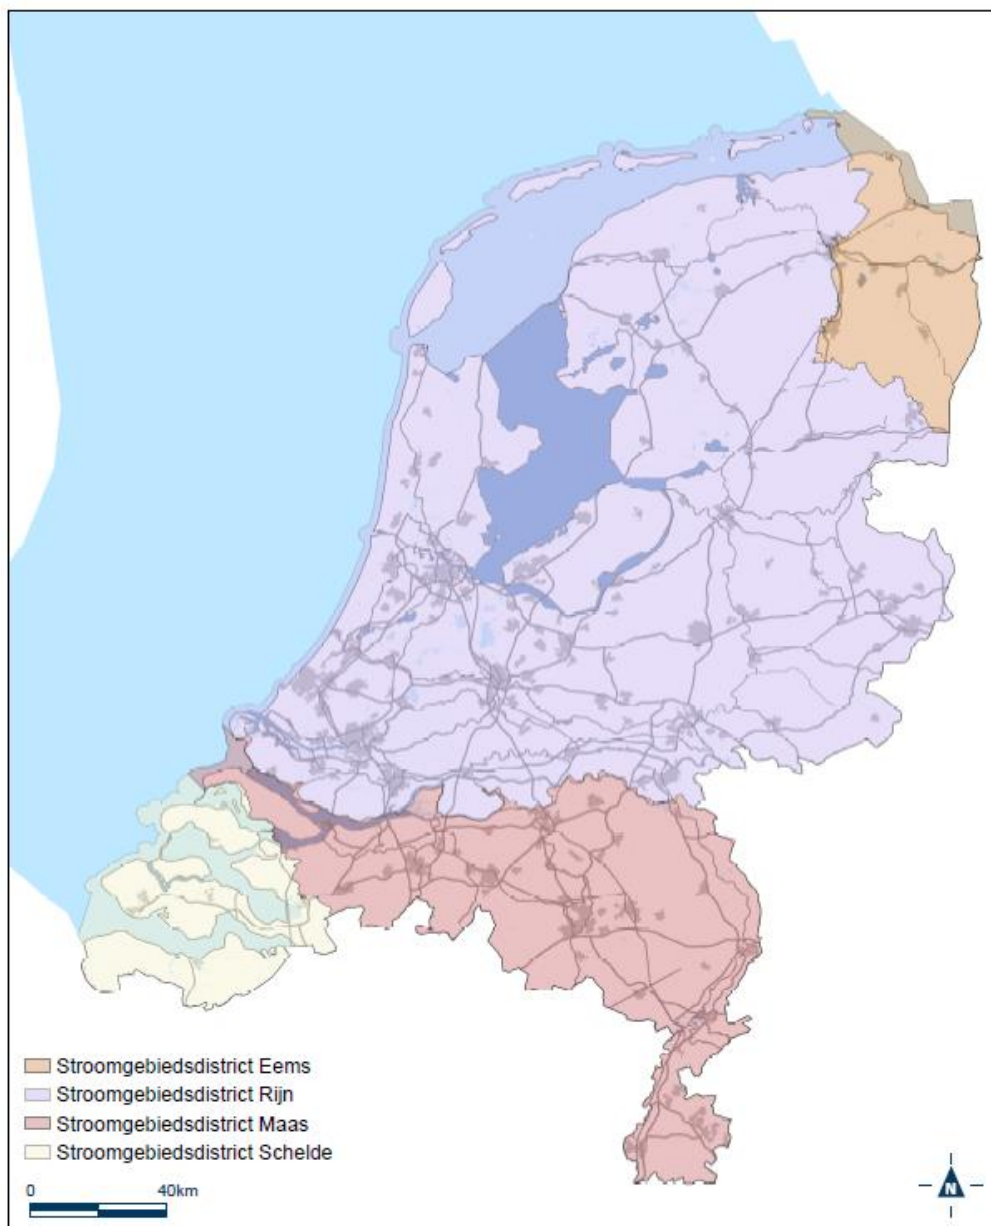 Stroomgebiedsdistrict Eems
Stroomgebiedsdistrict Rijn
Stroomgebiedsdistrict Maas
Stroomgebiedsdistrict Schelde
0 40km
N